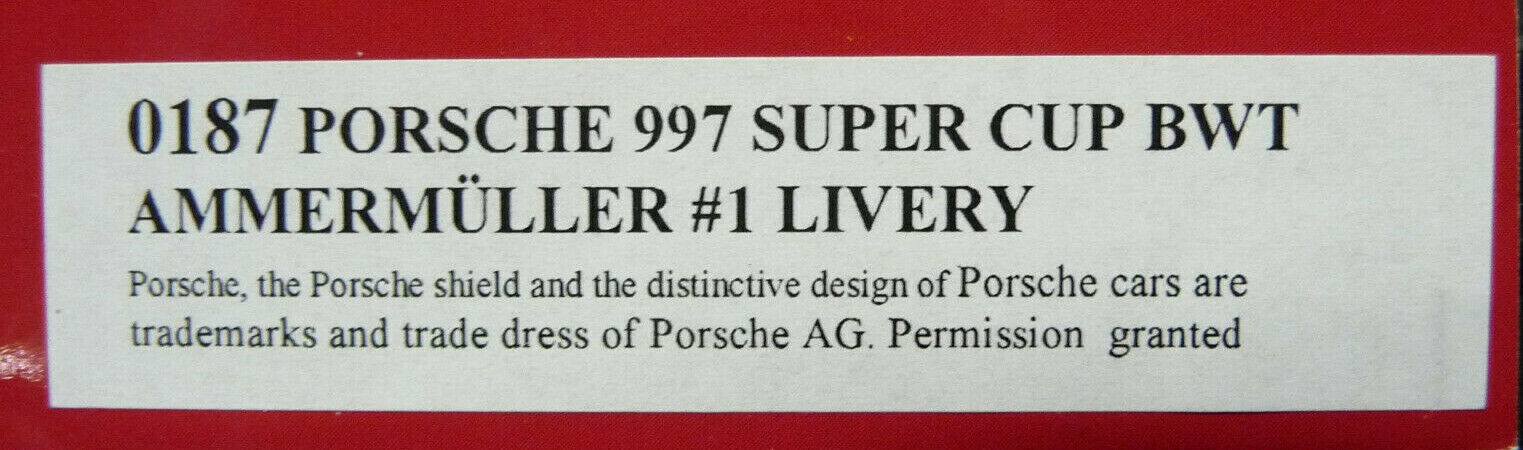 0187 PORSCHE 997 SUPER CUP BWT
AMMERMÜLLER #1 LIVERY
Porsche, the Porsche shield and the distinctive design of Porsche cars are
trademarks and trade dress of Porsche AG. Permission granted